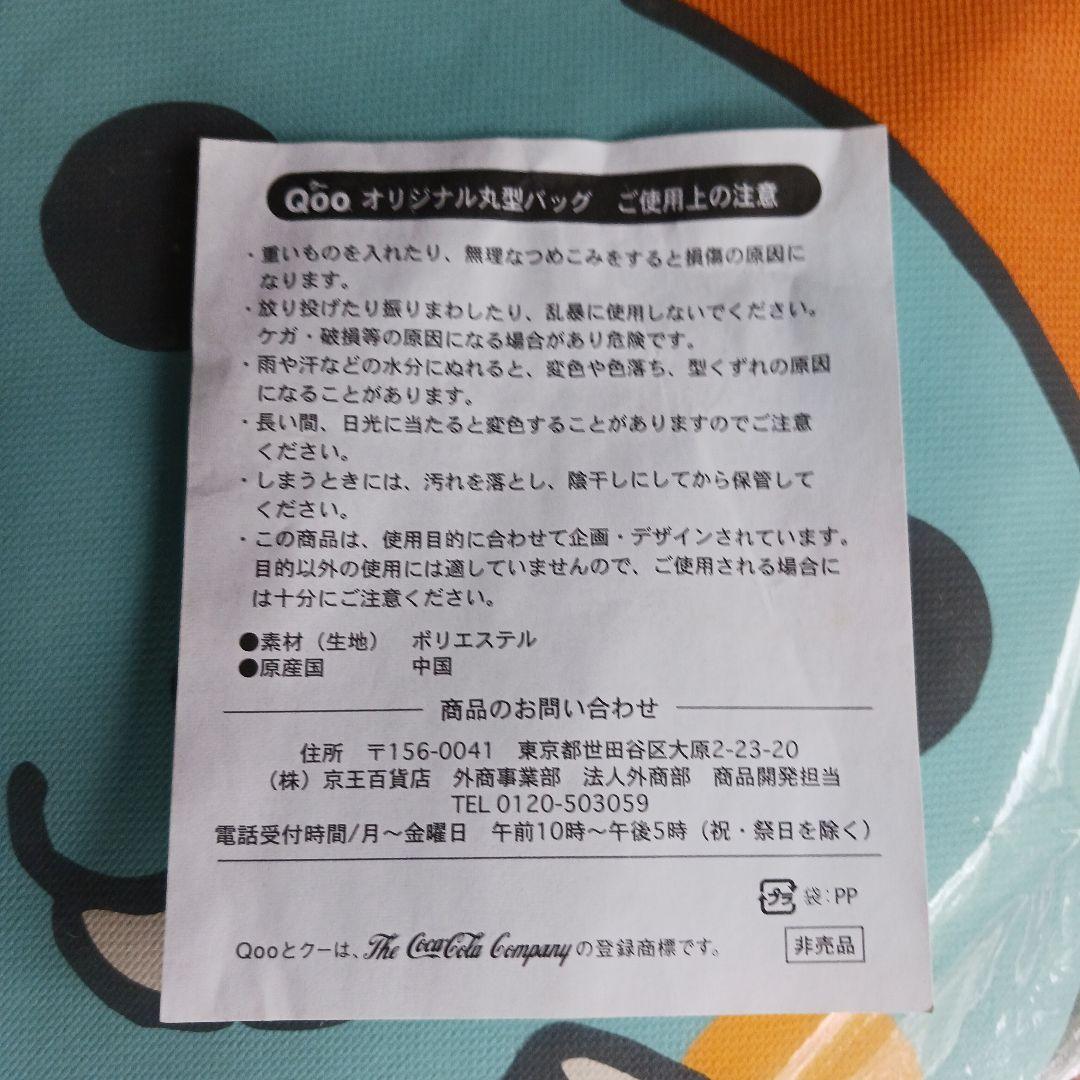 Qoo オリジナル丸型バッグ ご使用上の注意
・重いものを入れたり、無理なつめこみをすると損傷の原因に
なります。
・放り投げたり振りまわしたり、乱暴に使用しないでください。
ケガ・破損等の原因になる場合があり危険です。
・雨や汗などの水分にぬれると、変色や色落ち、型くずれの原因
になることがあります。
・長い間、日光に当たると変色することがありますのでご注意
ください。
・しまうときには、汚れを落とし、陰干しにしてから保管して
ください。
・この商品は、使用目的に合わせて企画・デザインされています。
目的以外の使用には適していませんので、ご使用される場合に
は十分にご注意ください。
●素材（生地） ポリエステル
●原産国 中国
商品のお問い合わせ
住所 〒156-0041 東京都世田谷区大原2-23-20
（株）京王百貨店 外商事業部 法人外商部 商品開発担当
TEL 0120-503059
電話受付時間/月～金曜日 午前10時～午後5時（祝・祭日を除く）
プラ 袋：PP
Qooとクーは、The Coca-Cola Companyの登録商標です。
非売品